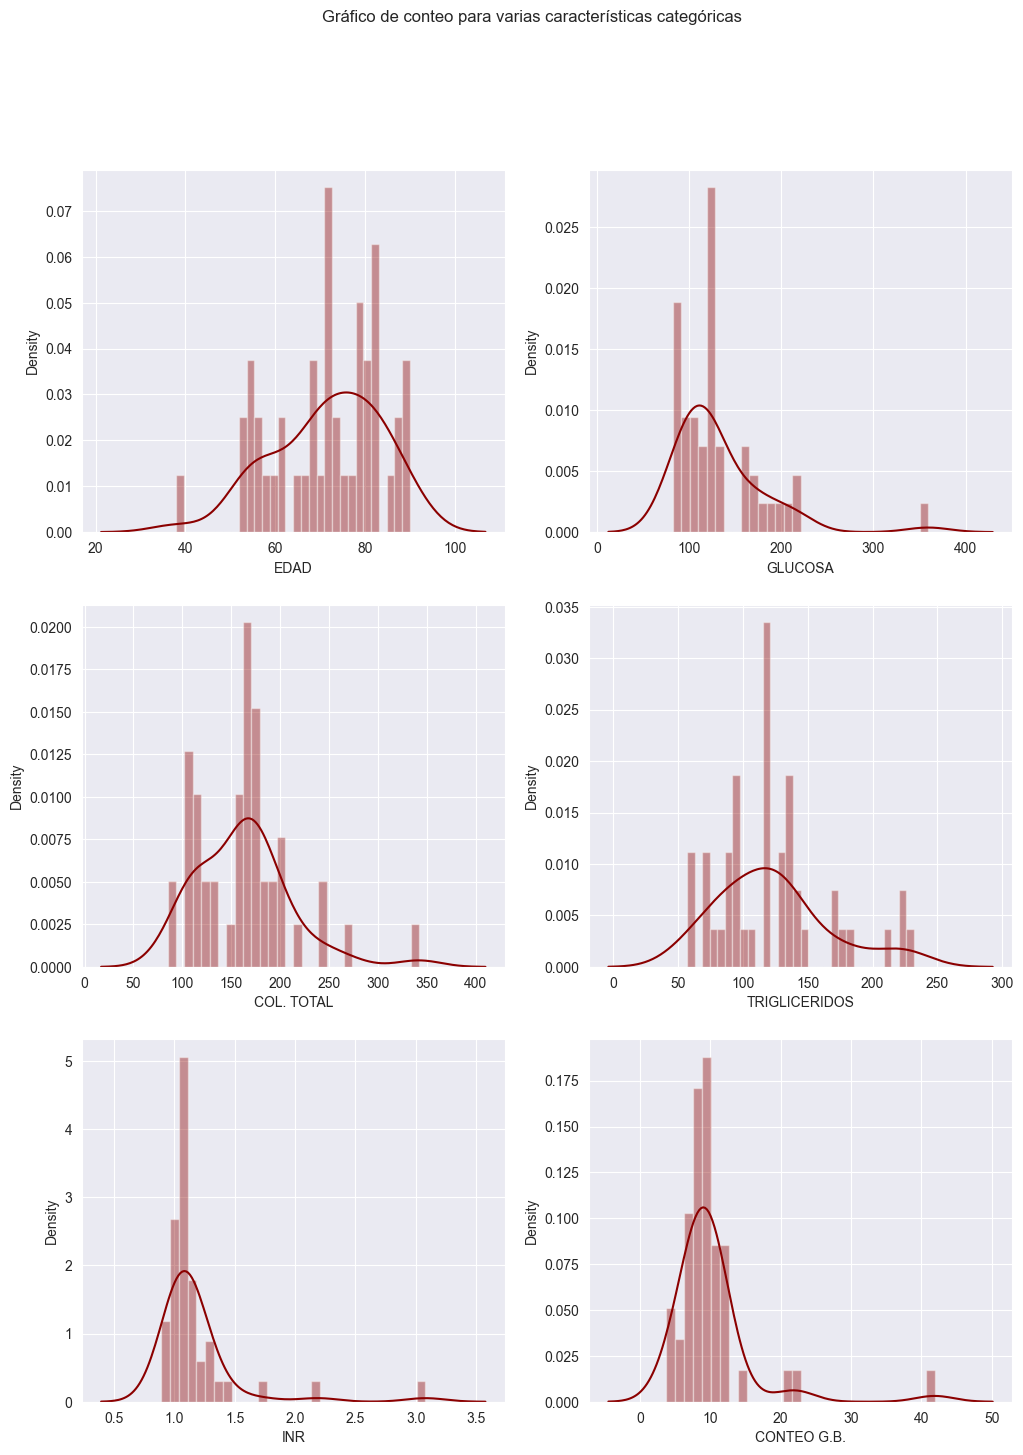 Gráfico de conteo para varias características categóricas
Density
0.07
0.06
0.05
0.04
0.03
0.02
0.01
0.00
20 40 60 80 100
EDAD
Density
0.025
0.020
0.015
0.010
0.005
0.000
0 100 200 300 400
GLUCOSA
Density
0.0200
0.0175
0.0150
0.0125
0.0100
0.0075
0.0050
0.0025
0.0000
0 50 100 150 200 250 300 350 400
COL. TOTAL
Density
0.035
0.030
0.025
0.020
0.015
0.010
0.005
0.000
0 50 100 150 200 250 300
TRIGLICERIDOS
Density
5
4
3
2
1
0
0.5 1.0 1.5 2.0 2.5 3.0 3.5
INR
Density
0.175
0.150
0.125
0.100
0.075
0.050
0.025
0.000
0 10 20 30 40 50
CONTEO G.B.